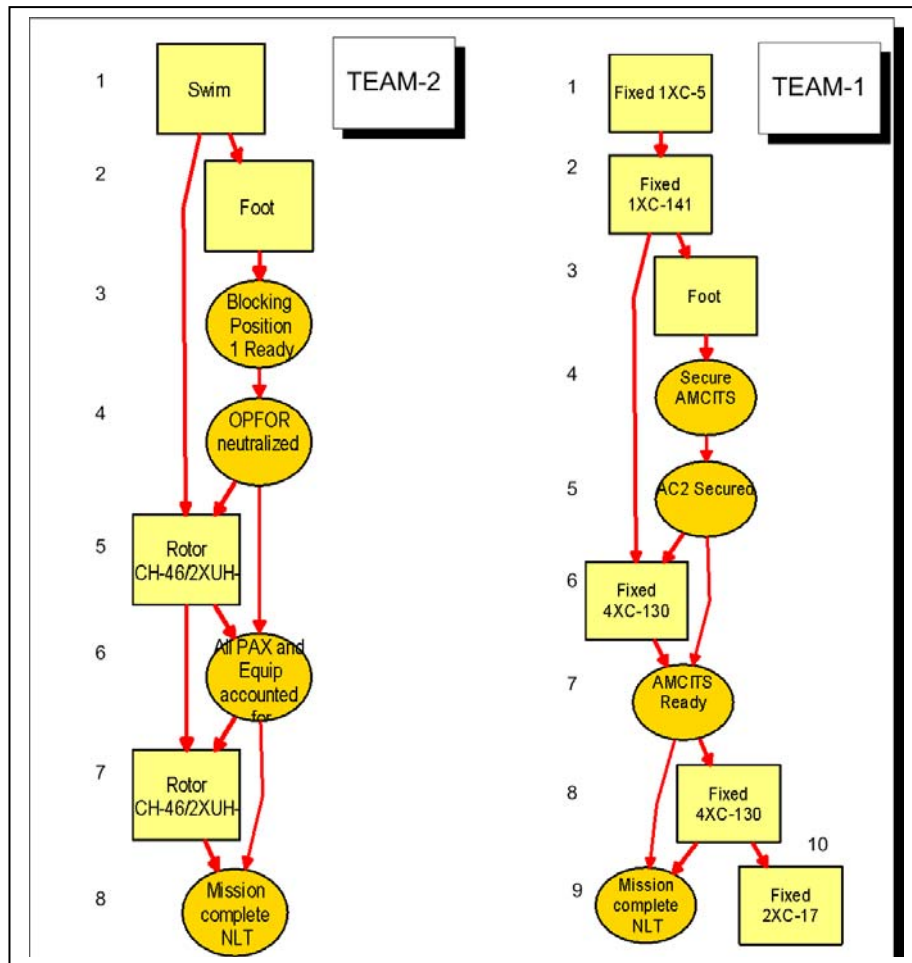 TEAM-2
1
Swim
2
Foot
3
Blocking
Position
1 Ready
4
OPFOR
neutralized
5
Rotor
CH-46/2XUH-
6
All PAX and
Equip
accounted
for
7
Rotor
CH-46/2XUH-
8
Mission
complete
NLT
TEAM-1
1
Fixed 1XC-5
2
Fixed
1XC-141
3
Foot
4
Secure
AMCITS
5
AC2 Secured
6
Fixed
4XC-130
7
AMCITS
Ready
8
Fixed
4XC-130
9
Mission
complete
NLT
10
Fixed
2XC-17